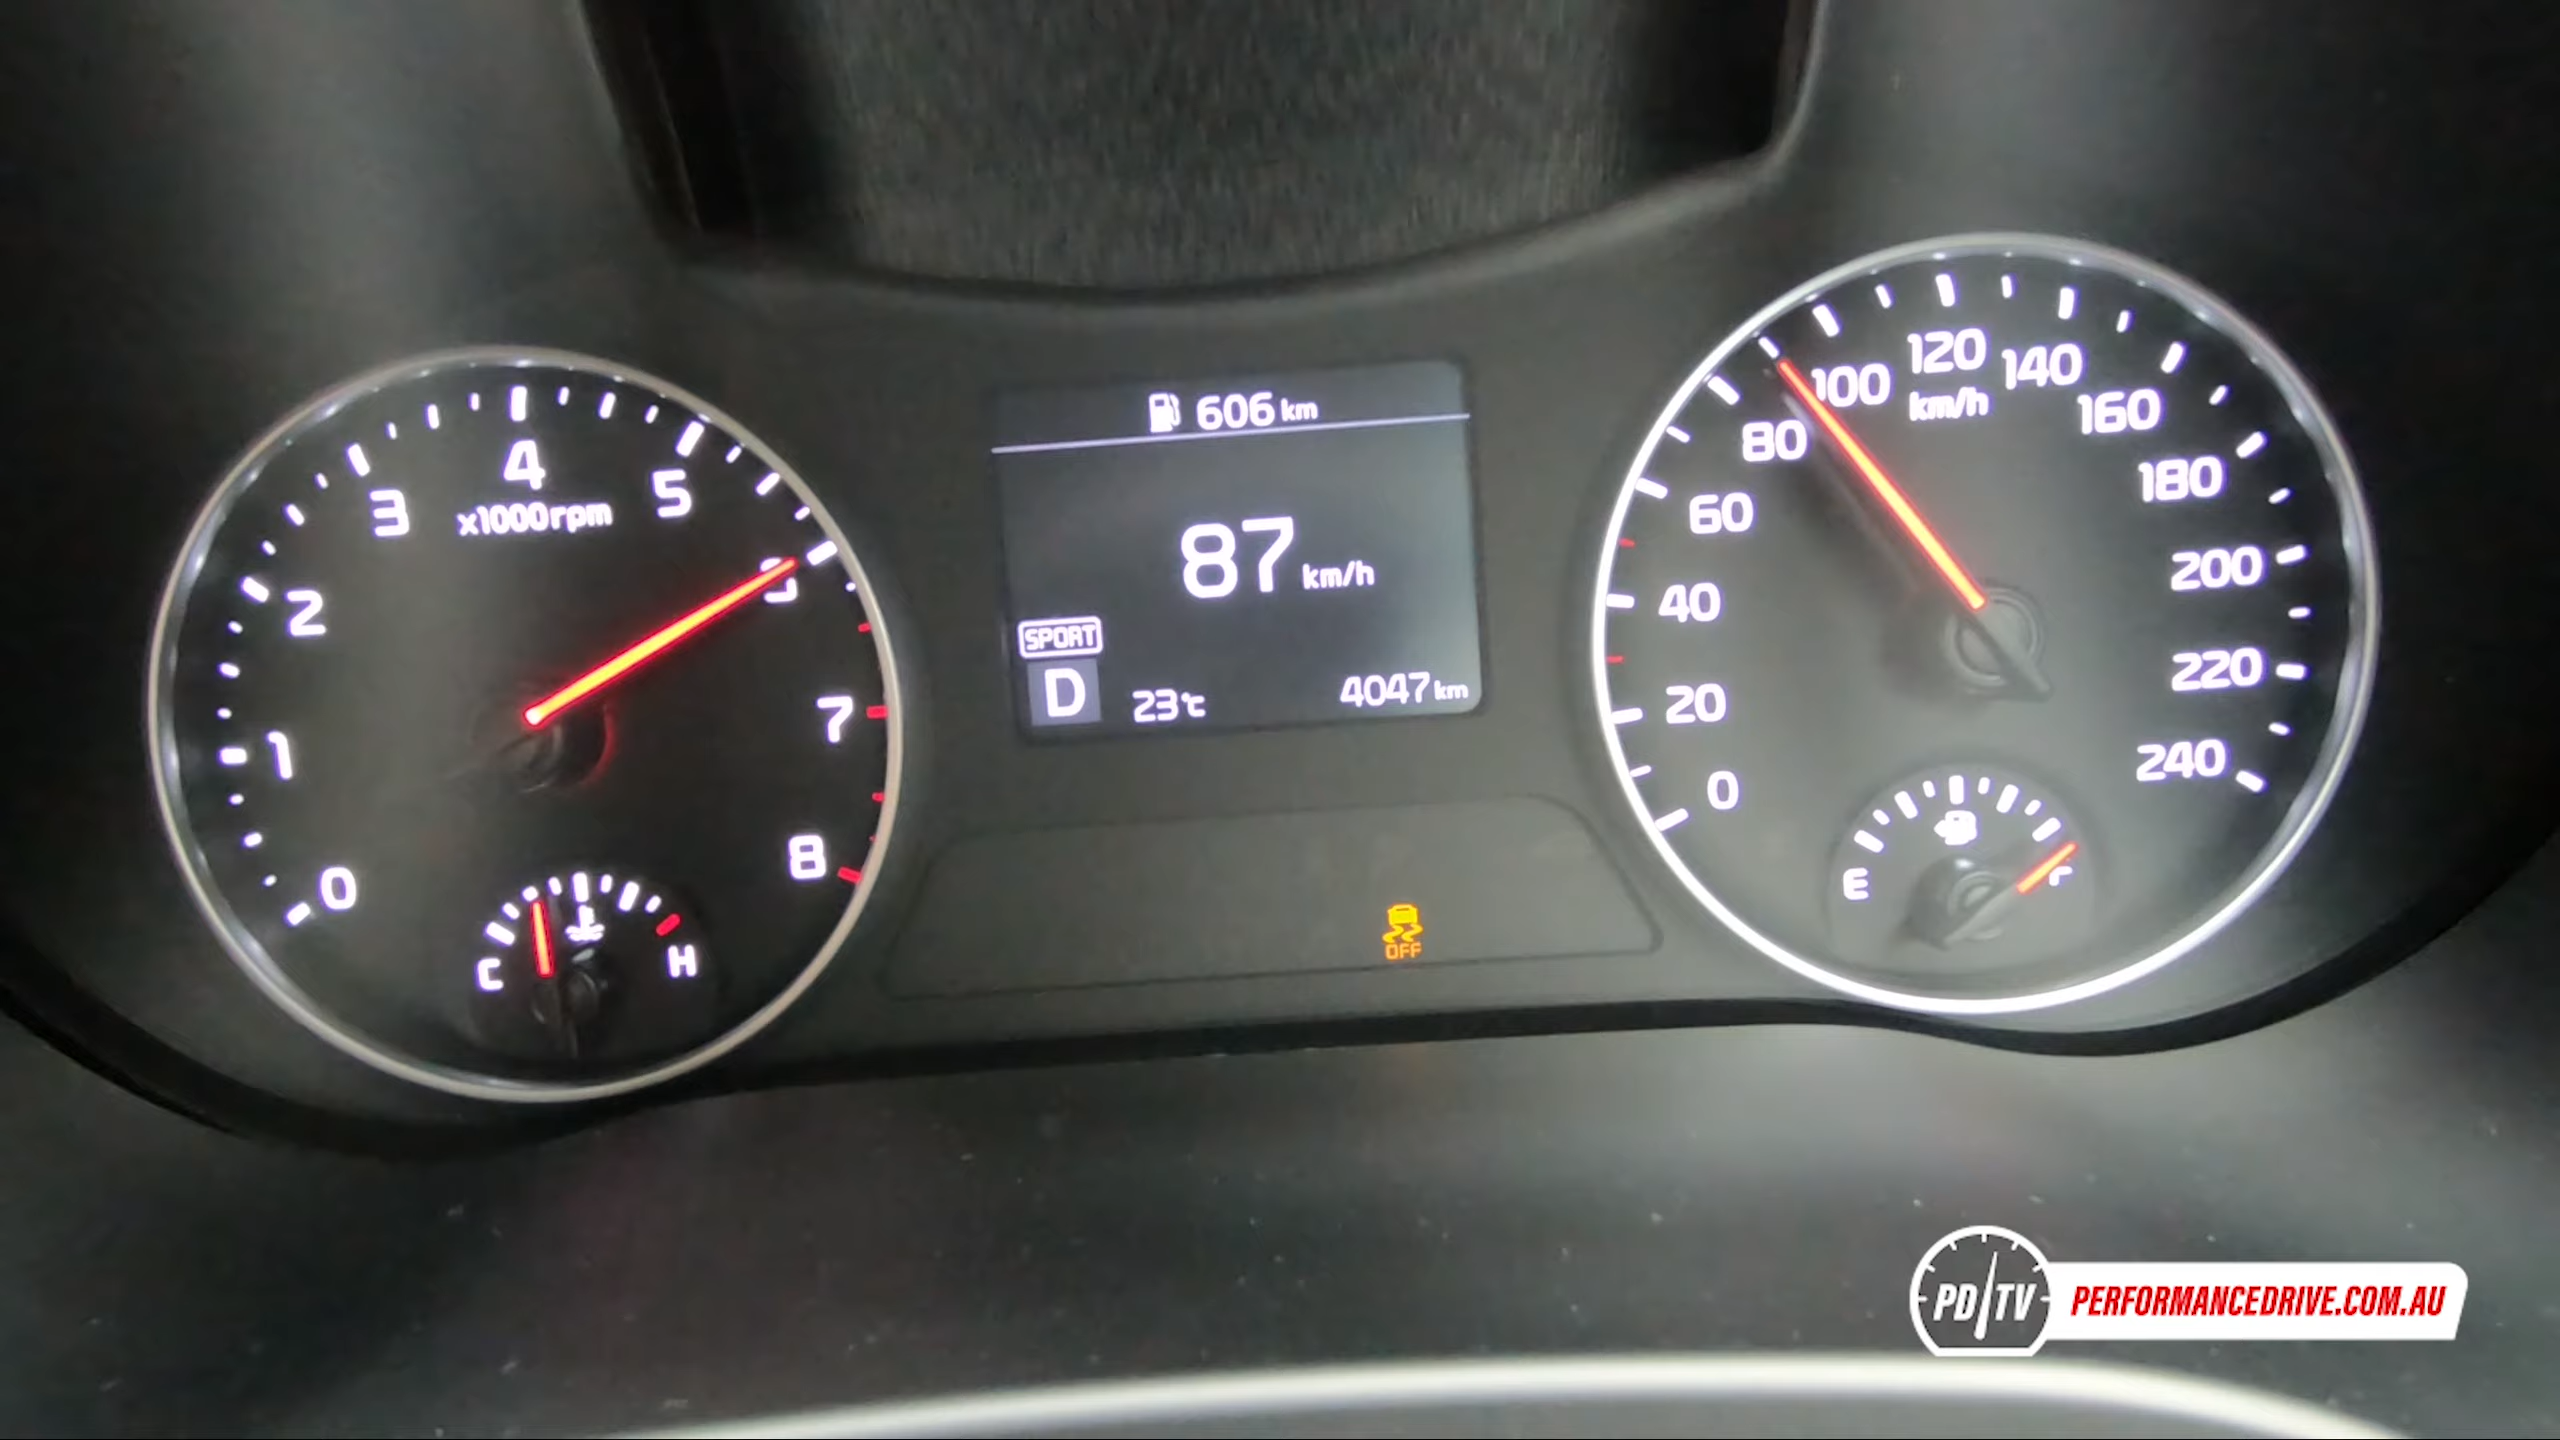 606 km
87 km/h
SPORT
D
23℃
4047 km
0
1
2
3
4
x1000rpm
5
7
8
C
H
0
20
40
60
80
100
120
km/h
140
160
180
200
220
240
E
OFF
PD/TV
PERFORMANCEDRIVE.COM.AU